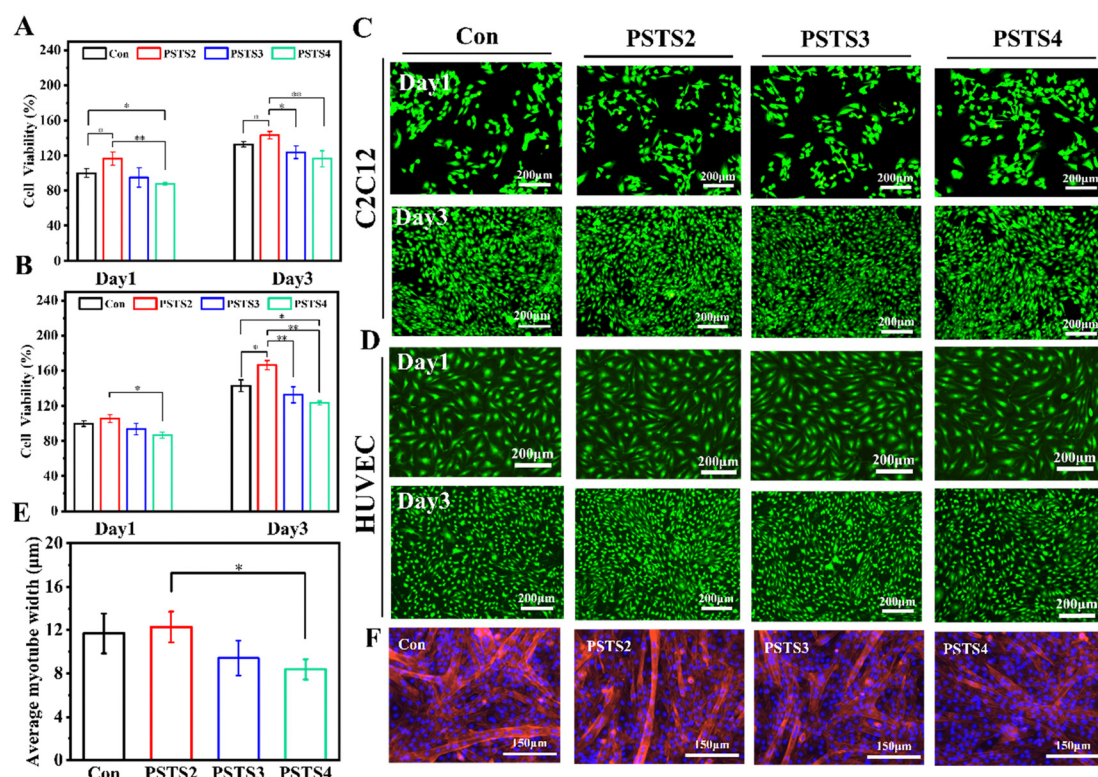 A
240
200
160
120
80
40
0
Cell Viability (%)
Con PSTS2 PSTS3 PSTS4
*
*
**
*
*
**
Day1 Day3
B
240
200
160
120
80
40
0
Cell Viability (%)
Con PSTS2 PSTS3 PSTS4
*
*
**
**
*
Day1 Day3
E
20
16
12
8
4
0
Average myotube width (μm)
*
Con PSTS2 PSTS3 PSTS4
C
Con PSTS2 PSTS3 PSTS4
C2C12
Day1
200μm 200μm 200μm 200μm
Day3
200μm 200μm 200μm 200μm
D
HUVEC
Day1
200μm 200μm 200μm 200μm
Day3
200μm 200μm 200μm 200μm
F
Con PSTS2 PSTS3 PSTS4
150μm 150μm 150μm 150μm